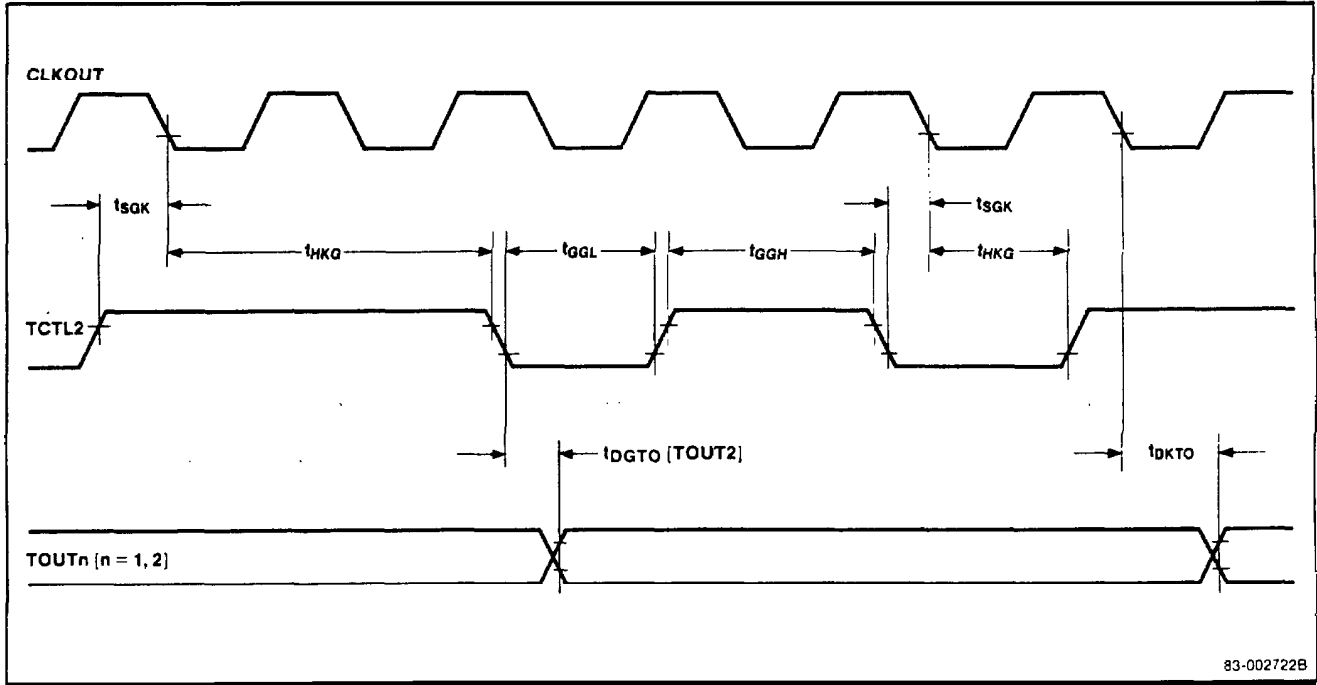 CLKOUT
tSGK
tSGK
tHKG
tGGL
tGGH
tHKG
TCTL2
tDGTO [TOUT2]
tDKTO
TOUTn [n = 1, 2]
83-002722B